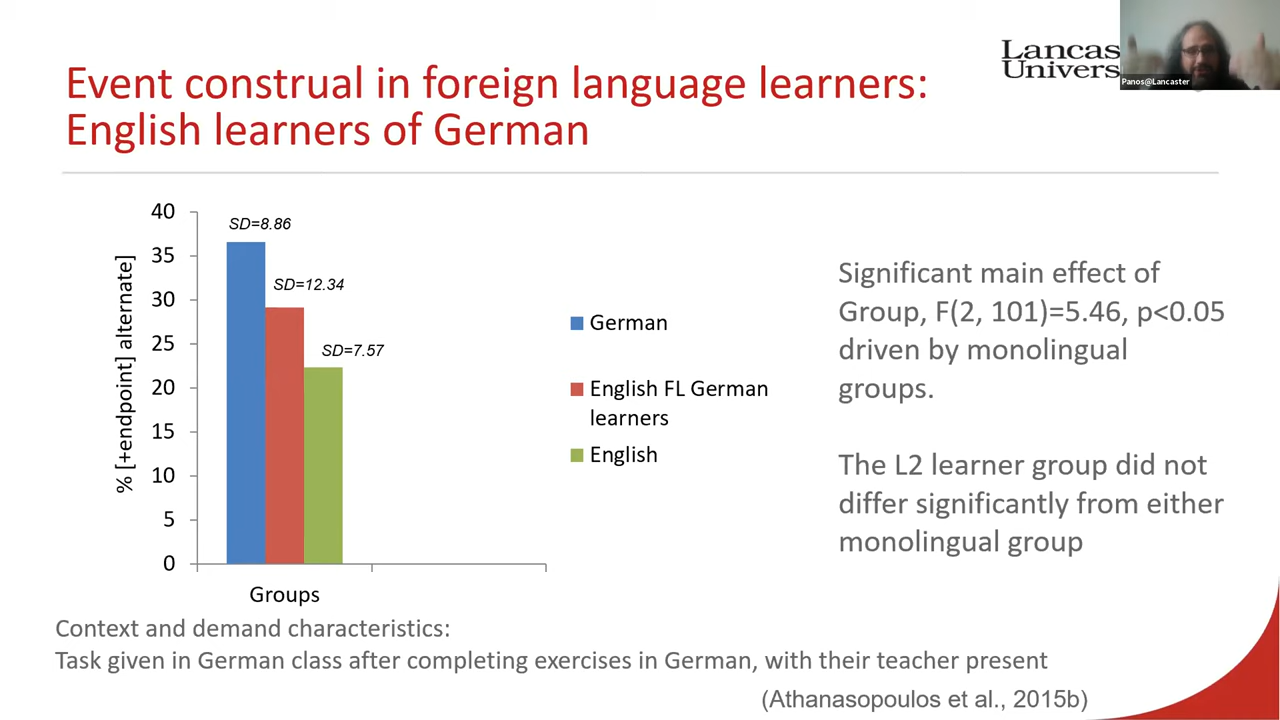 Lancas
Univers
Panos@Lancaster
Event construal in foreign language learners:
English learners of German
40
35
30
25
20
15
10
5
0
% [+endpoint] alternate]
SD=8.86
SD=12.34
SD=7.57
Groups
German
English FL German
learners
English
Significant main effect of
Group, F(2, 101)=5.46, p<0.05
driven by monolingual
groups.
The L2 learner group did not
differ significantly from either
monolingual group
Context and demand characteristics:
Task given in German class after completing exercises in German, with their teacher present
(Athanasopoulos et al., 2015b)